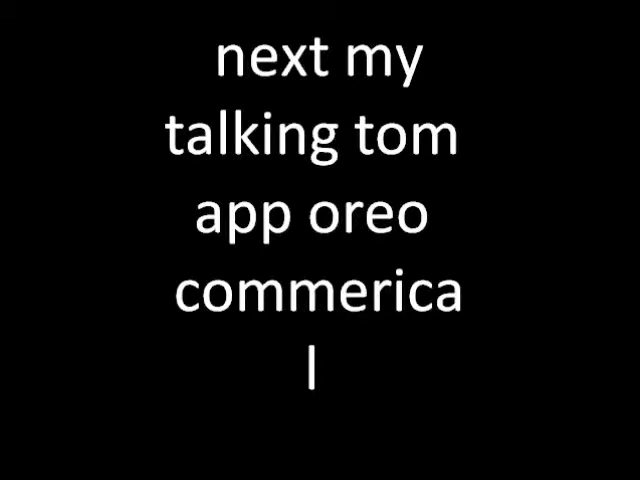 next my
talking tom
app oreo
commerica
l